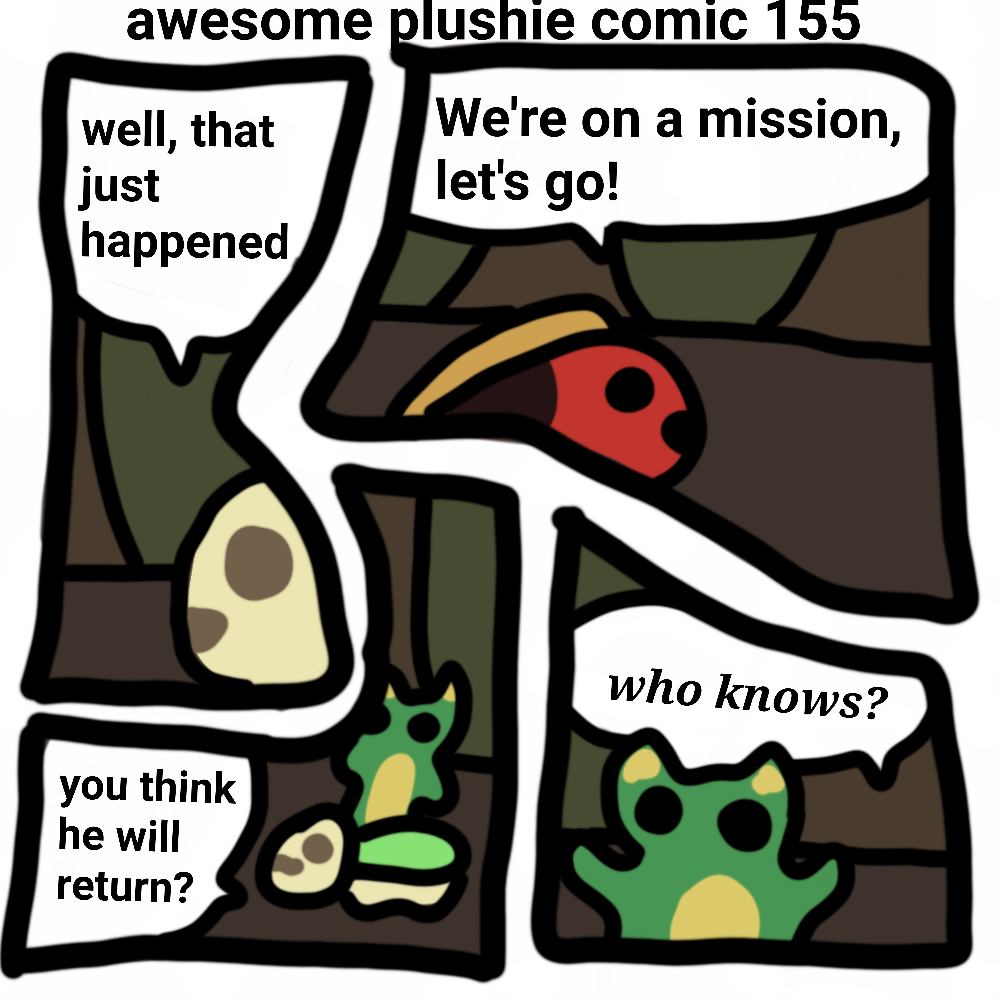 awesome plushie comic 155
well, that
just
happened
We're on a mission,
let's go!
you think
he will
return?
who knows?